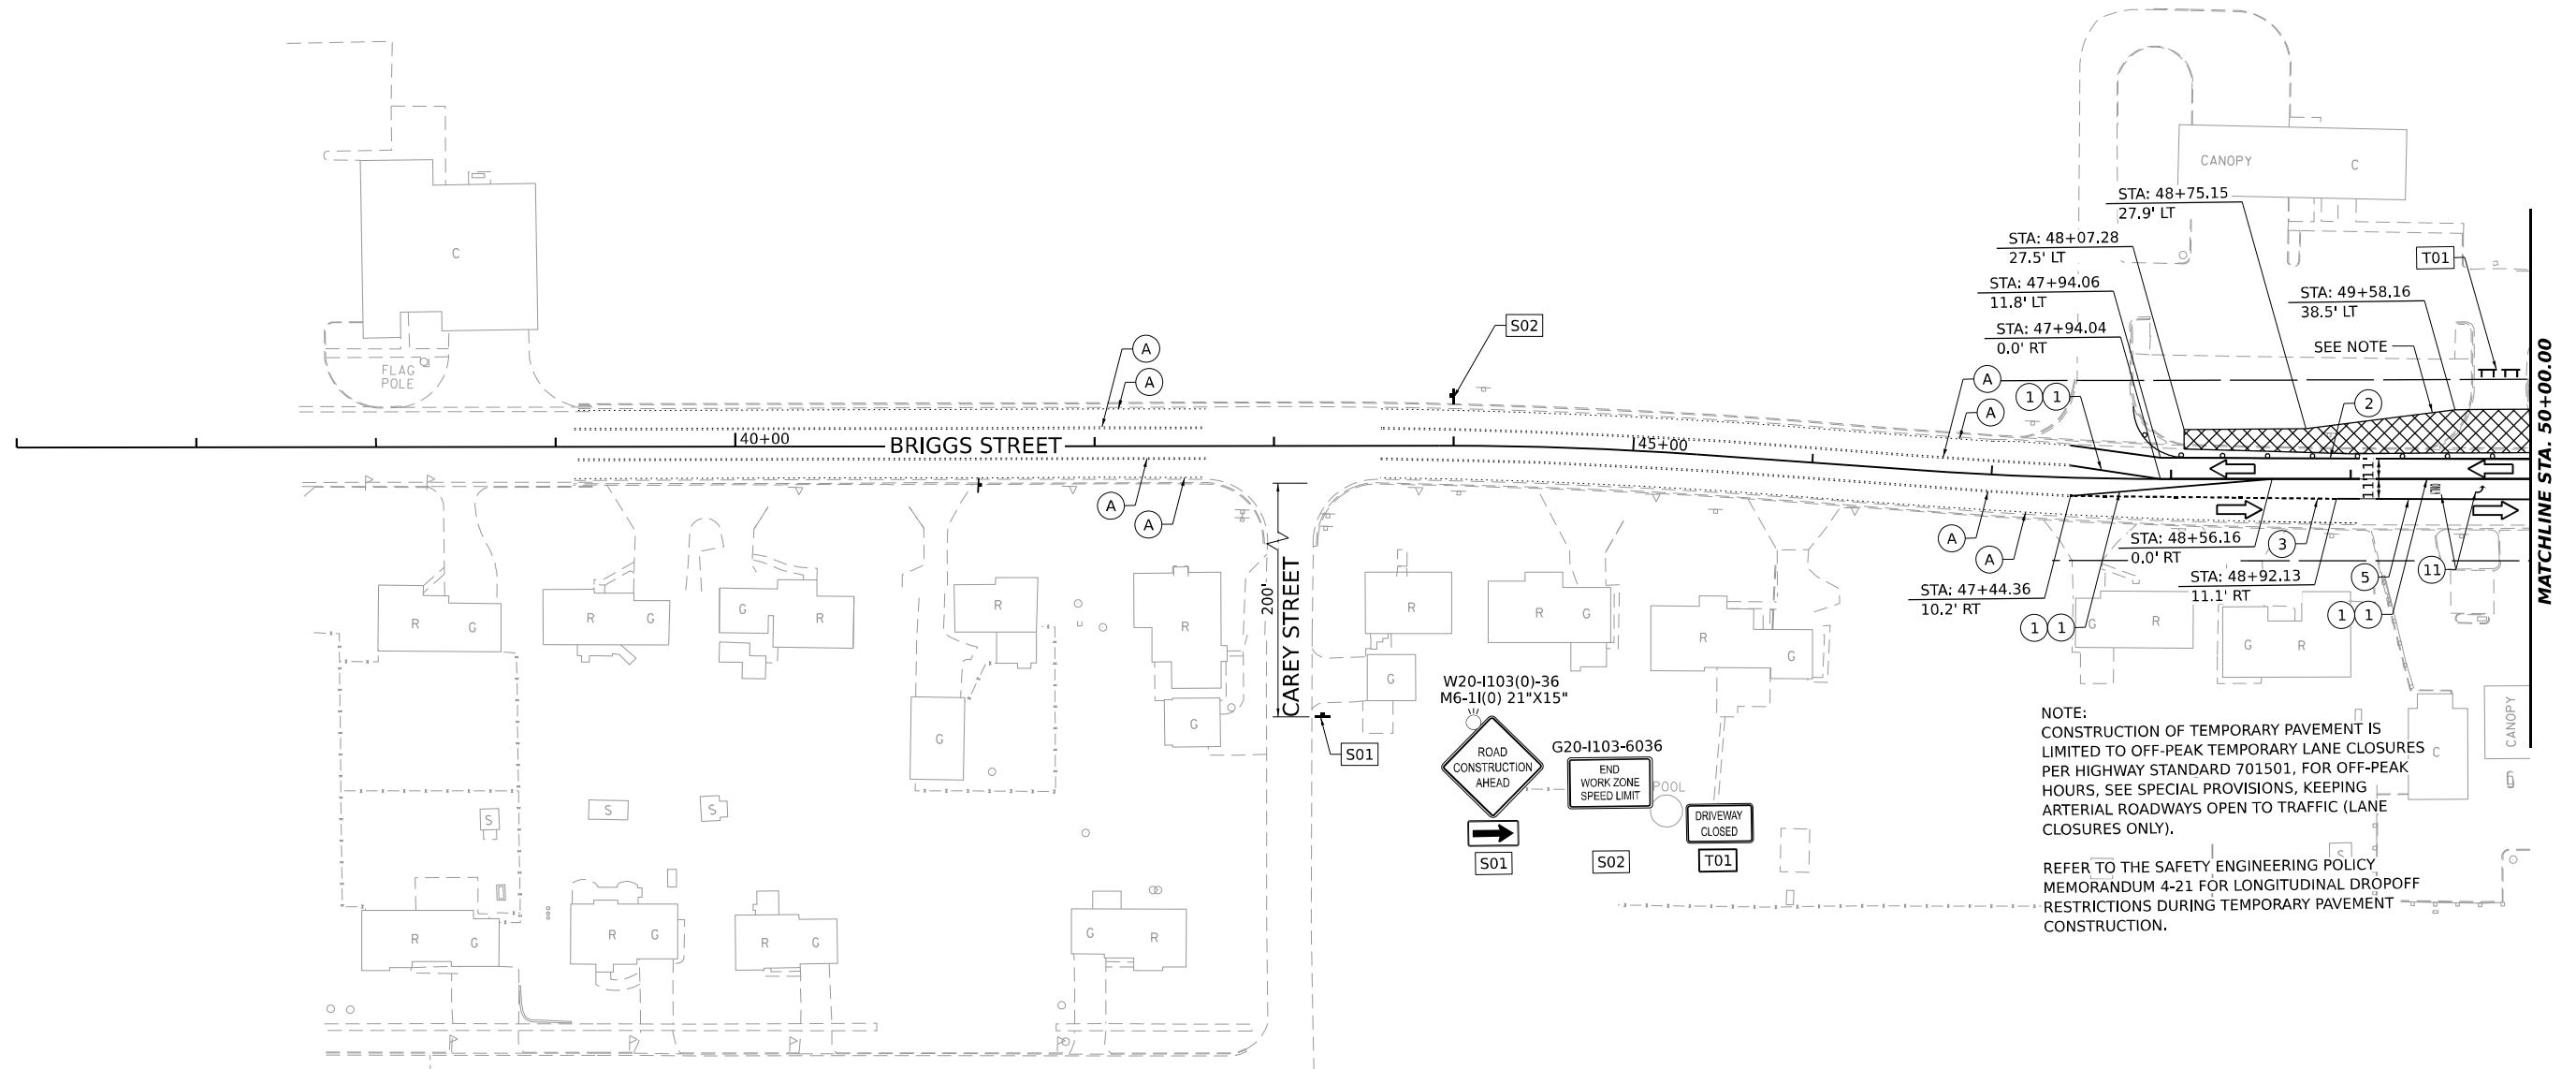 CANOPY
C
STA: 48+75.15
27.9' LT
STA: 48+07.28
27.5' LT
T01
STA: 47+94.06
11.8' LT
STA: 49+58.16
38.5' LT
STA: 47+94.04
0.0' RT
SEE NOTE
C
S02
FLAG
POLE
A
A
A
A
1 1
2
40+00
BRIGGS STREET
45+00
11'
11'
MATCHLINE STA. 50+00.00
A
A
A
A
STA: 48+56.16
0.0' RT
3
STA: 47+44.36
10.2' RT
STA: 48+92.13
11.1' RT
5
11
1 1
1 1
200'
CAREY STREET
R G
R G
G R
R
R
R
R G
R
G
G R
G R
G
G
G
S01
C
CANOPY
W20-I103(0)-36
M6-1I(0) 21"X15"
ROAD
CONSTRUCTION
AHEAD
S01
G20-I103-6036
END
WORK ZONE
SPEED LIMIT
S02
POOL
DRIVEWAY
CLOSED
T01
NOTE:
CONSTRUCTION OF TEMPORARY PAVEMENT IS
LIMITED TO OFF-PEAK TEMPORARY LANE CLOSURES
PER HIGHWAY STANDARD 701501, FOR OFF-PEAK
HOURS, SEE SPECIAL PROVISIONS, KEEPING
ARTERIAL ROADWAYS OPEN TO TRAFFIC (LANE
CLOSURES ONLY).
REFER TO THE SAFETY ENGINEERING POLICY
MEMORANDUM 4-21 FOR LONGITUDINAL DROPOFF
RESTRICTIONS DURING TEMPORARY PAVEMENT
CONSTRUCTION.
S
S
S
S
R G
R G
R G
G R